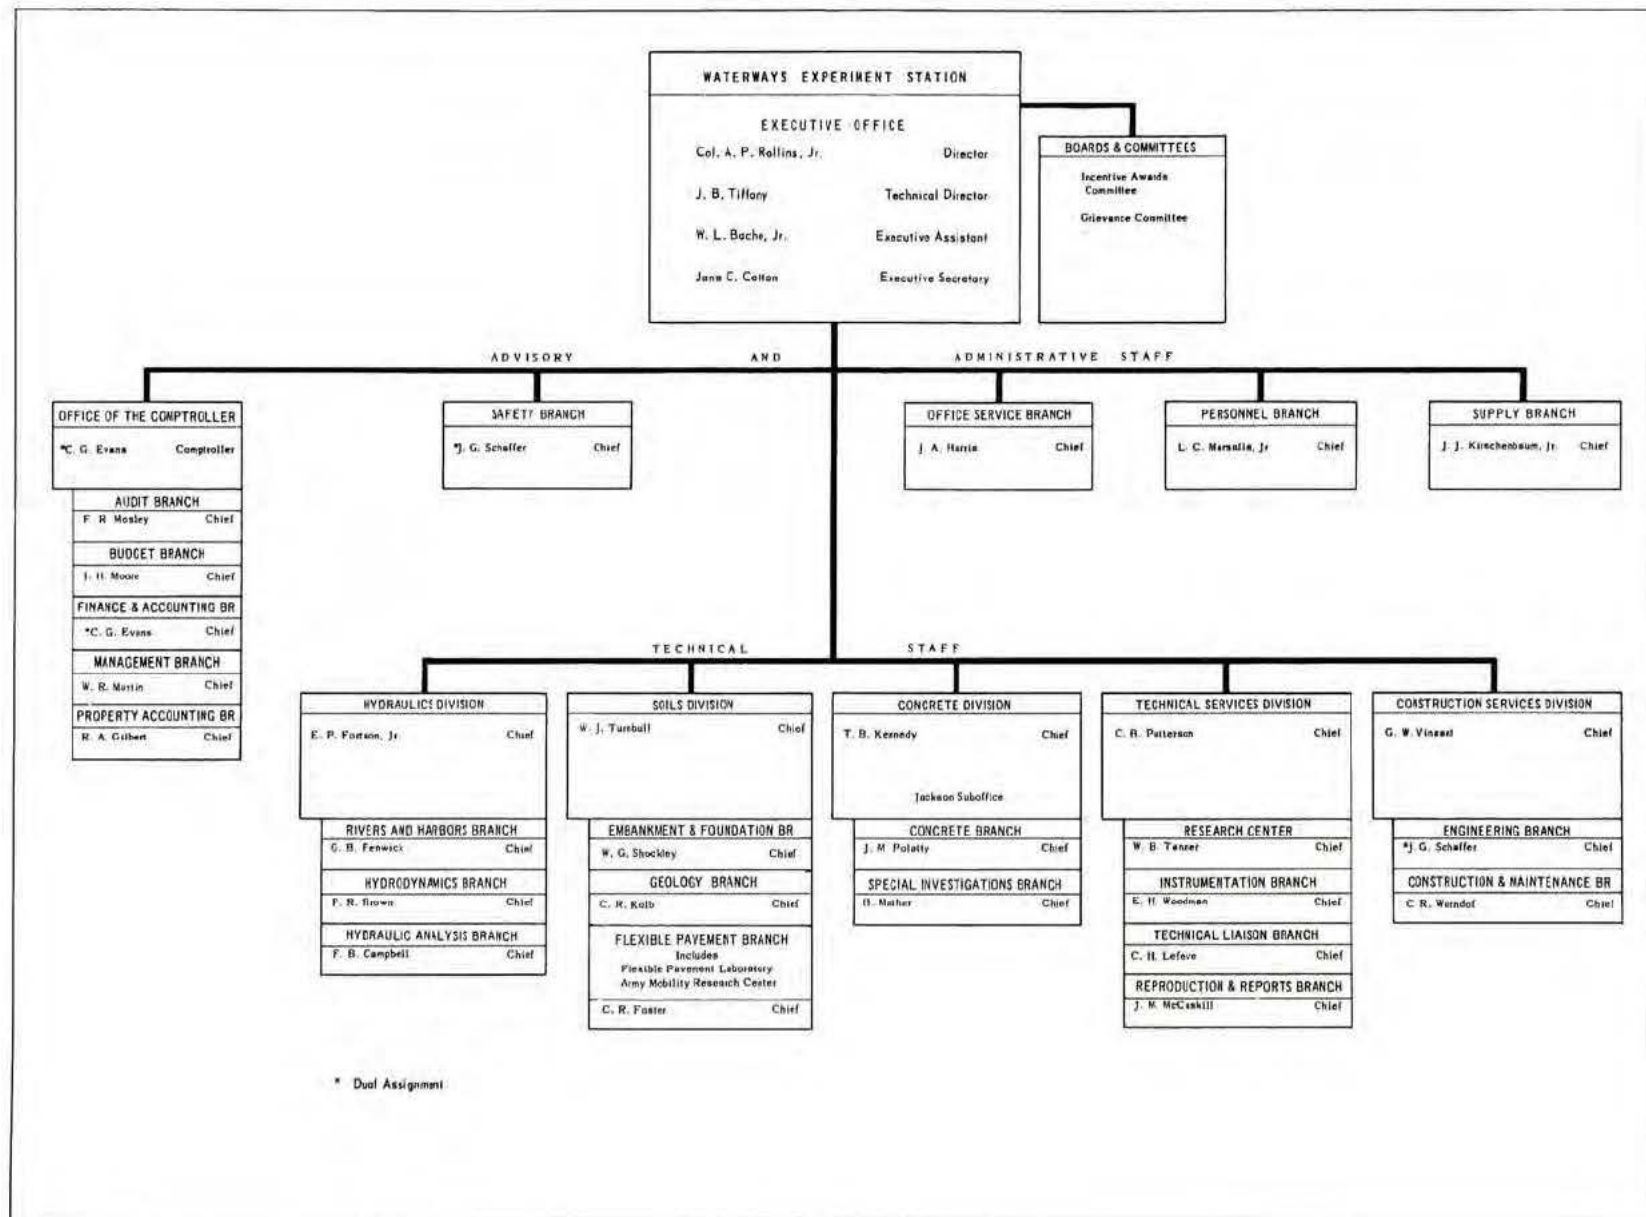 WATERWAYS EXPERIMENT STATION
EXECUTIVE OFFICE
Col. A. P. Rollins, Jr. Director
J. B. Tiffany Technical Director
W. L. Bache, Jr. Executive Assistant
Jane C. Cotton Executive Secretary
BOARDS & COMMITTEES
Incentive Awards
Committee
Grievance Committee
ADVISORY AND ADMINISTRATIVE STAFF
OFFICE OF THE COMPTROLLER
*C. G. Evans Comptroller
AUDIT BRANCH
F. R. Mosley Chief
BUDGET BRANCH
J. H. Moore Chief
FINANCE & ACCOUNTING BR
*C. G. Evans Chief
MANAGEMENT BRANCH
W. R. Martin Chief
PROPERTY ACCOUNTING BR
R. A. Gilbert Chief
SAFETY BRANCH
*J. G. Schaffer Chief
OFFICE SERVICE BRANCH
J. A. Harris Chief
PERSONNEL BRANCH
L. C. Jr Chief
SUPPLY BRANCH
J. J. Kirschenbaum, Jr. Chief
TECHNICAL STAFF
HYDRAULICS DIVISION
E. P. Fortson, Jr. Chief
RIVERS AND HARBORS BRANCH
G. B. Fenwick Chief
HYDRODYNAMICS BRANCH
F. R. Brown Chief
HYDRAULIC ANALYSIS BRANCH
F. B. Campbell Chief
SOILS DIVISION
W. J. Turnbull Chief
EMBANKMENT & FOUNDATION BR
W. G. Shockley Chief
GEOLOGY BRANCH
C. R. Kolb Chief
FLEXIBLE PAVEMENT BRANCH
Includes
Flexible Pavement Laboratory
Army Mobility Research Center
C. R. Foster Chief
CONCRETE DIVISION
T. B. Kennedy Chief
Jackson Suboffice
CONCRETE BRANCH
J. M. Polatty Chief
SPECIAL INVESTIGATIONS BRANCH
Mather Chief
TECHNICAL SERVICES DIVISION
C. B. Patterson Chief
RESEARCH CENTER
W. B. Tanner Chief
INSTRUMENTATION BRANCH
E. H. Woodman Chief
TECHNICAL LIAISON BRANCH
C. H. Lefeve Chief
REPRODUCTION & REPORTS BRANCH
J. M. McCaskill Chief
CONSTRUCTION SERVICES DIVISION
G. W. Vinzant Chief
ENGINEERING BRANCH
*J. G. Schaffer Chief
CONSTRUCTION & MAINTENANCE BR
C. R. Chief
* Dual Assignment